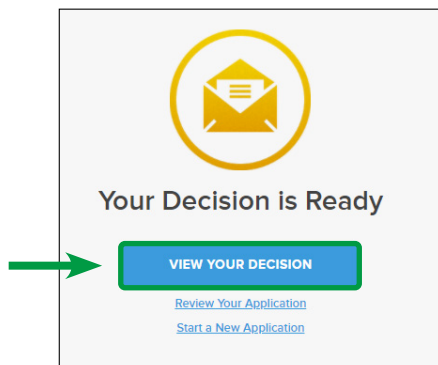 Your Decision is Ready
VIEW YOUR DECISION
Review Your Application
Start a New Application